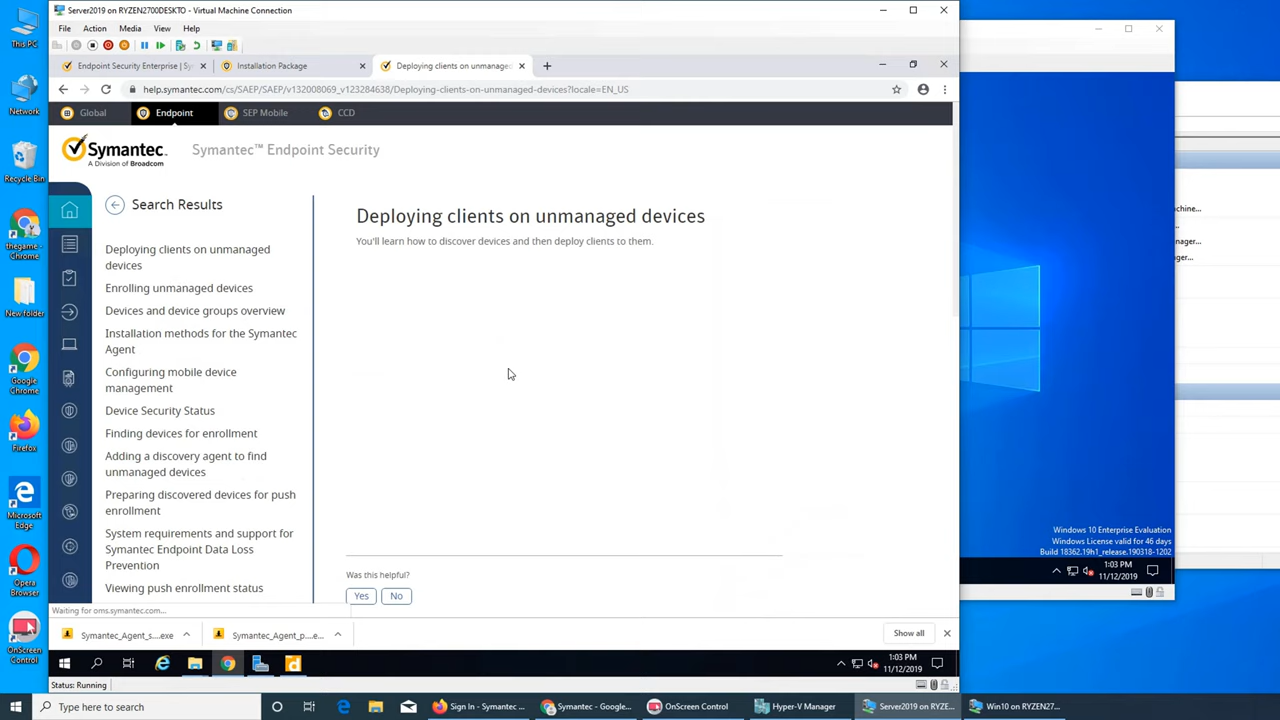 This PC
Network
Recycle Bin
thegame - Chrome
New folder
Google Chrome
Firefox
Microsoft Edge
Opera Browser
OnScreen Control
Server2019 on RYZEN2700DESKTO - Virtual Machine Connection
File Action Media View Help
Endpoint Security Enterprise | Sy
Installation Package
Deploying clients on unmanaged
help.symantec.com/cs/SAEP/SAEP/v132008069_v123284638/Deploying-clients-on-unmanaged-devices?locale=EN_US
Global
Endpoint
SEP Mobile
CCD
Symantec.
A Division of Broadcom
Symantec™ Endpoint Security
Search Results
Deploying clients on unmanaged
devices
Enrolling unmanaged devices
Devices and device groups overview
Installation methods for the Symantec
Agent
Configuring mobile device
management
Device Security Status
Finding devices for enrollment
Adding a discovery agent to find
unmanaged devices
Preparing discovered devices for push
enrollment
System requirements and support for
Symantec Endpoint Data Loss
Prevention
Viewing push enrollment status
Deploying clients on unmanaged devices
You'll learn how to discover devices and then deploy clients to them.
Was this helpful?
Yes
No
Waiting for oms.symantec.com...
Symantec_Agent_s....exe
Symantec_Agent_p....e...
Show all
1:03 PM
11/12/2019
Status: Running
achine...
ager...
ger...
Windows 10 Enterprise Evaluation
Windows License valid for 46 days
Build 18362.19h1_release.190318-1202
1:03 PM
11/12/2019
Type here to search
Sign In - Symantec ...
Symantec - Google...
OnScreen Control
Hyper-V Manager
Server2019 on RYZE...
Win10 on RYZEN27...